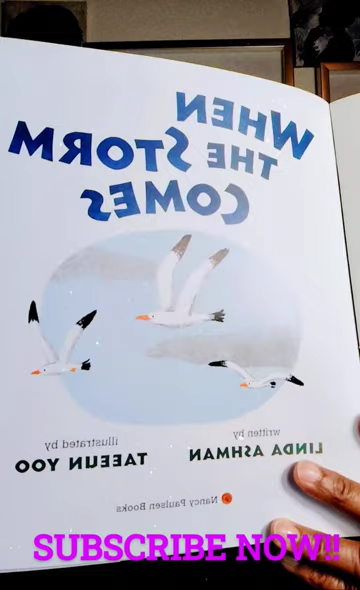 WHEN
THE STORM
COMES
written by
LINDA ASHMAN
illustrated by
TAEEUN YOO
Nancy Paulsen Books
SUBSCRIBE NOW!!